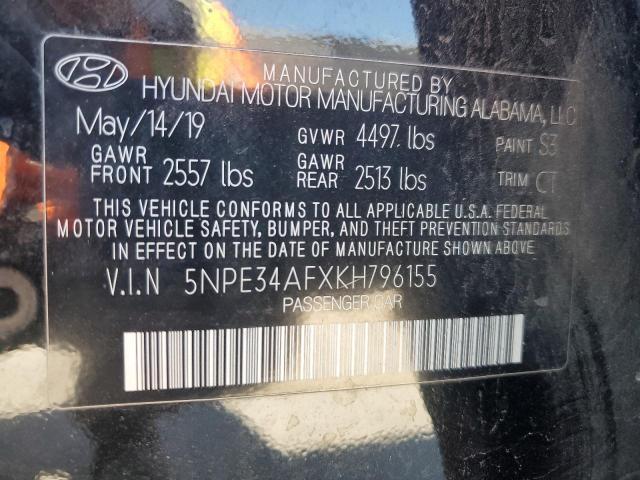 MANUFACTURED BY
HYUNDAI MOTOR MANUFACTURING ALABAMA, LLC
May/14/19 GVWR 4497 lbs PAINT S3
GAWR FRONT 2557 lbs GAWR REAR 2513 lbs TRIM CT
THIS VEHICLE CONFORMS TO ALL APPLICABLE U.S.A. FEDERAL
MOTOR VEHICLE SAFETY, BUMPER, AND THEFT PREVENTION STANDARDS
IN EFFECT ON THE DATE OF MANUFACTURE SHOWN ABOVE
V.I.N 5NPE34AFXKH796155
PASSENGER CAR